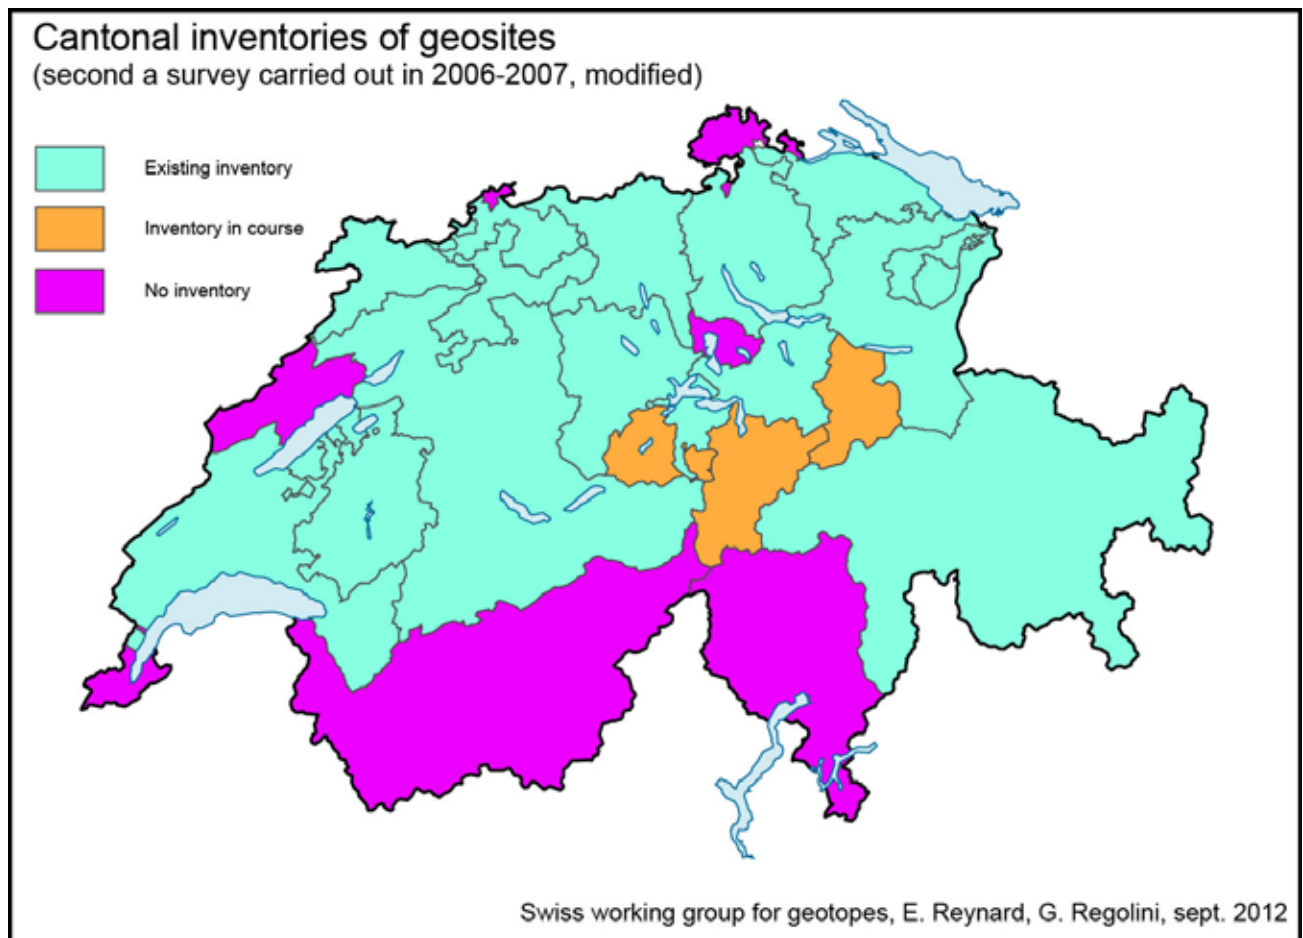 Cantonal inventories of geosites
(second a survey carried out in 2006-2007, modified)
Existing inventory
Inventory in course
No inventory
Swiss working group for geotopes, E. Reynard, G. Regolini, sept. 2012